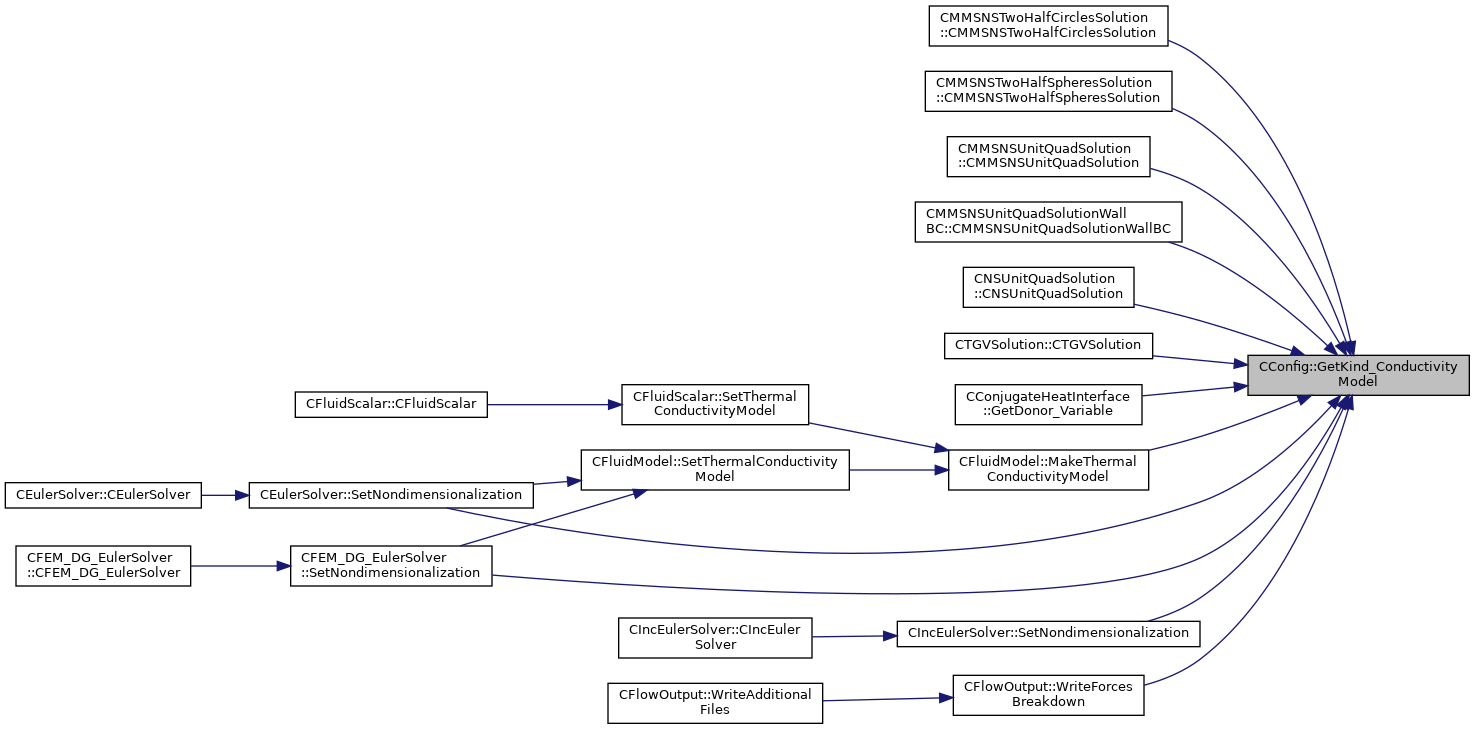 CMMSNSTwoHalfCirclesSolution
::CMMSNSTwoHalfCirclesSolution
CMMSNSTwoHalfSpheresSolution
::CMMSNSTwoHalfSpheresSolution
CMMSNSUnitQuadSolution
::CMMSNSUnitQuadSolution
CMMSNSUnitQuadSolutionWall
BC::CMMSNSUnitQuadSolutionWallBC
CNSUnitQuadSolution
::CNSUnitQuadSolution
CTGVSolution::CTGVSolution
CConfig::GetKind_Conductivity
Model
CConjugateHeatInterface
::GetDonor_Variable
CFluidScalar::SetThermal
ConductivityModel
CFluidScalar::CFluidScalar
CFluidModel::MakeThermal
ConductivityModel
CFluidModel::SetThermalConductivity
Model
CEulerSolver::SetNondimensionalization
CEulerSolver::CEulerSolver
CFEM_DG_EulerSolver
::SetNondimensionalization
CFEM_DG_EulerSolver
::CFEM_DG_EulerSolver
CIncEulerSolver::SetNondimensionalization
CIncEulerSolver::CIncEuler
Solver
CFlowOutput::WriteForces
Breakdown
CFlowOutput::WriteAdditional
Files